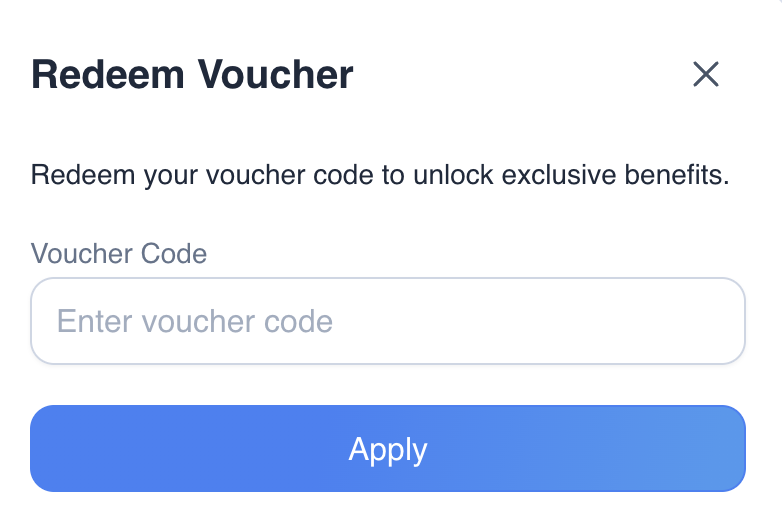 Redeem Voucher
Redeem your voucher code to unlock exclusive benefits.
Voucher Code
Enter voucher code
Apply